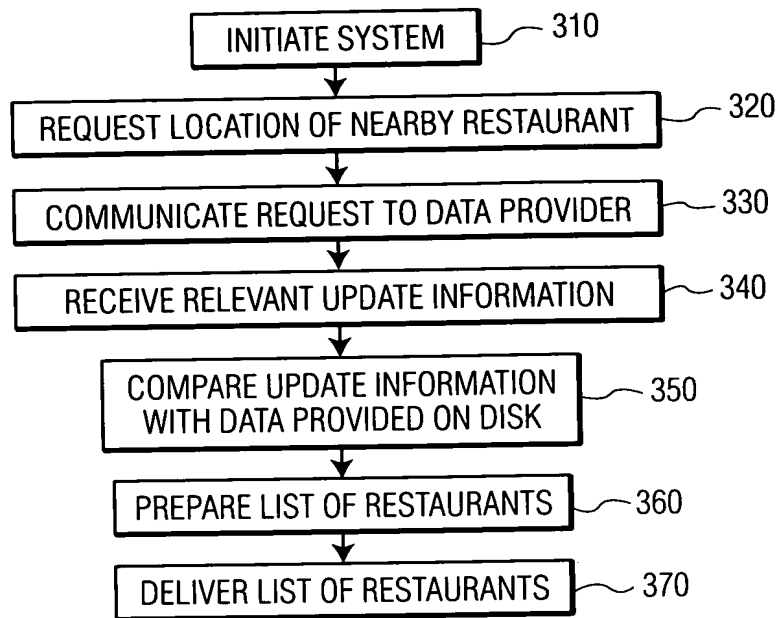 INITIATE SYSTEM 310
REQUEST LOCATION OF NEARBY RESTAURANT 320
COMMUNICATE REQUEST TO DATA PROVIDER 330
RECEIVE RELEVANT UPDATE INFORMATION 340
COMPARE UPDATE INFORMATION
WITH DATA PROVIDED ON DISK 350
PREPARE LIST OF RESTAURANTS 360
DELIVER LIST OF RESTAURANTS 370